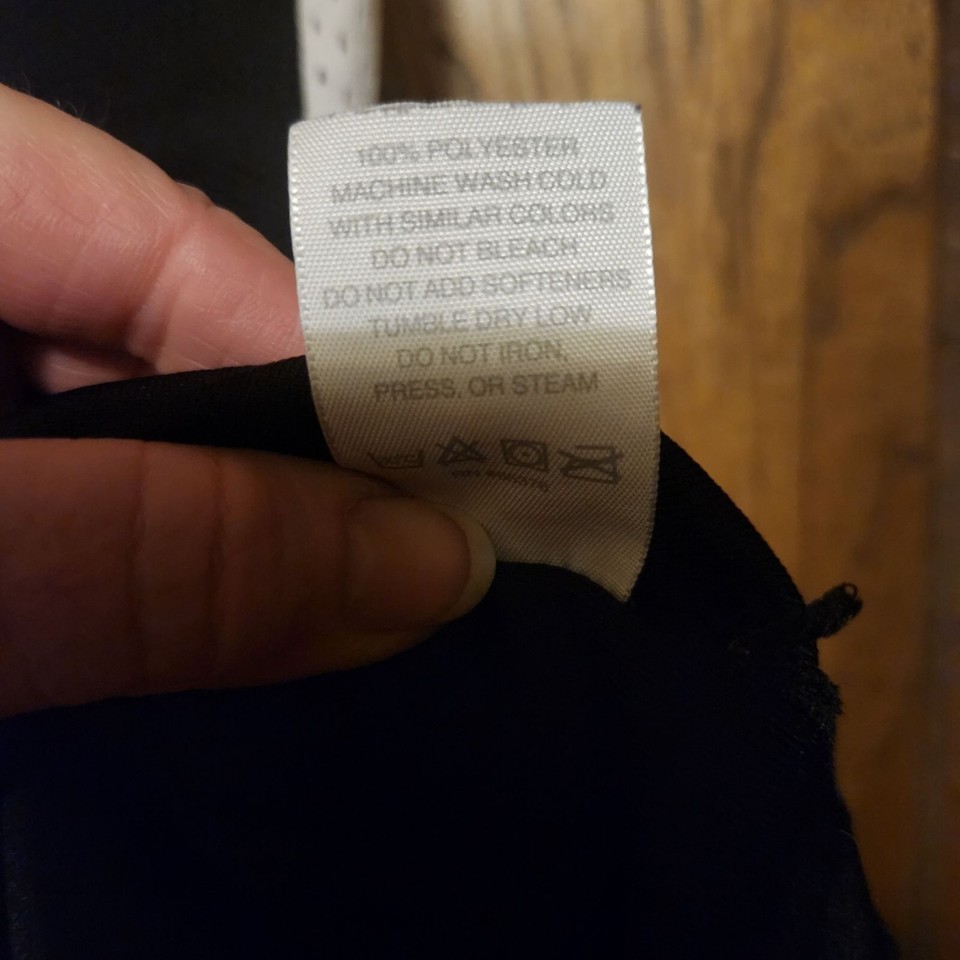 100% POLYESTER
MACHINE WASH COLD
WITH SIMILAR COLORS
DO NOT BLEACH
DO NOT ADD SOFTENERS
TUMBLE DRY LOW
DO NOT IRON,
PRESS, OR STEAM